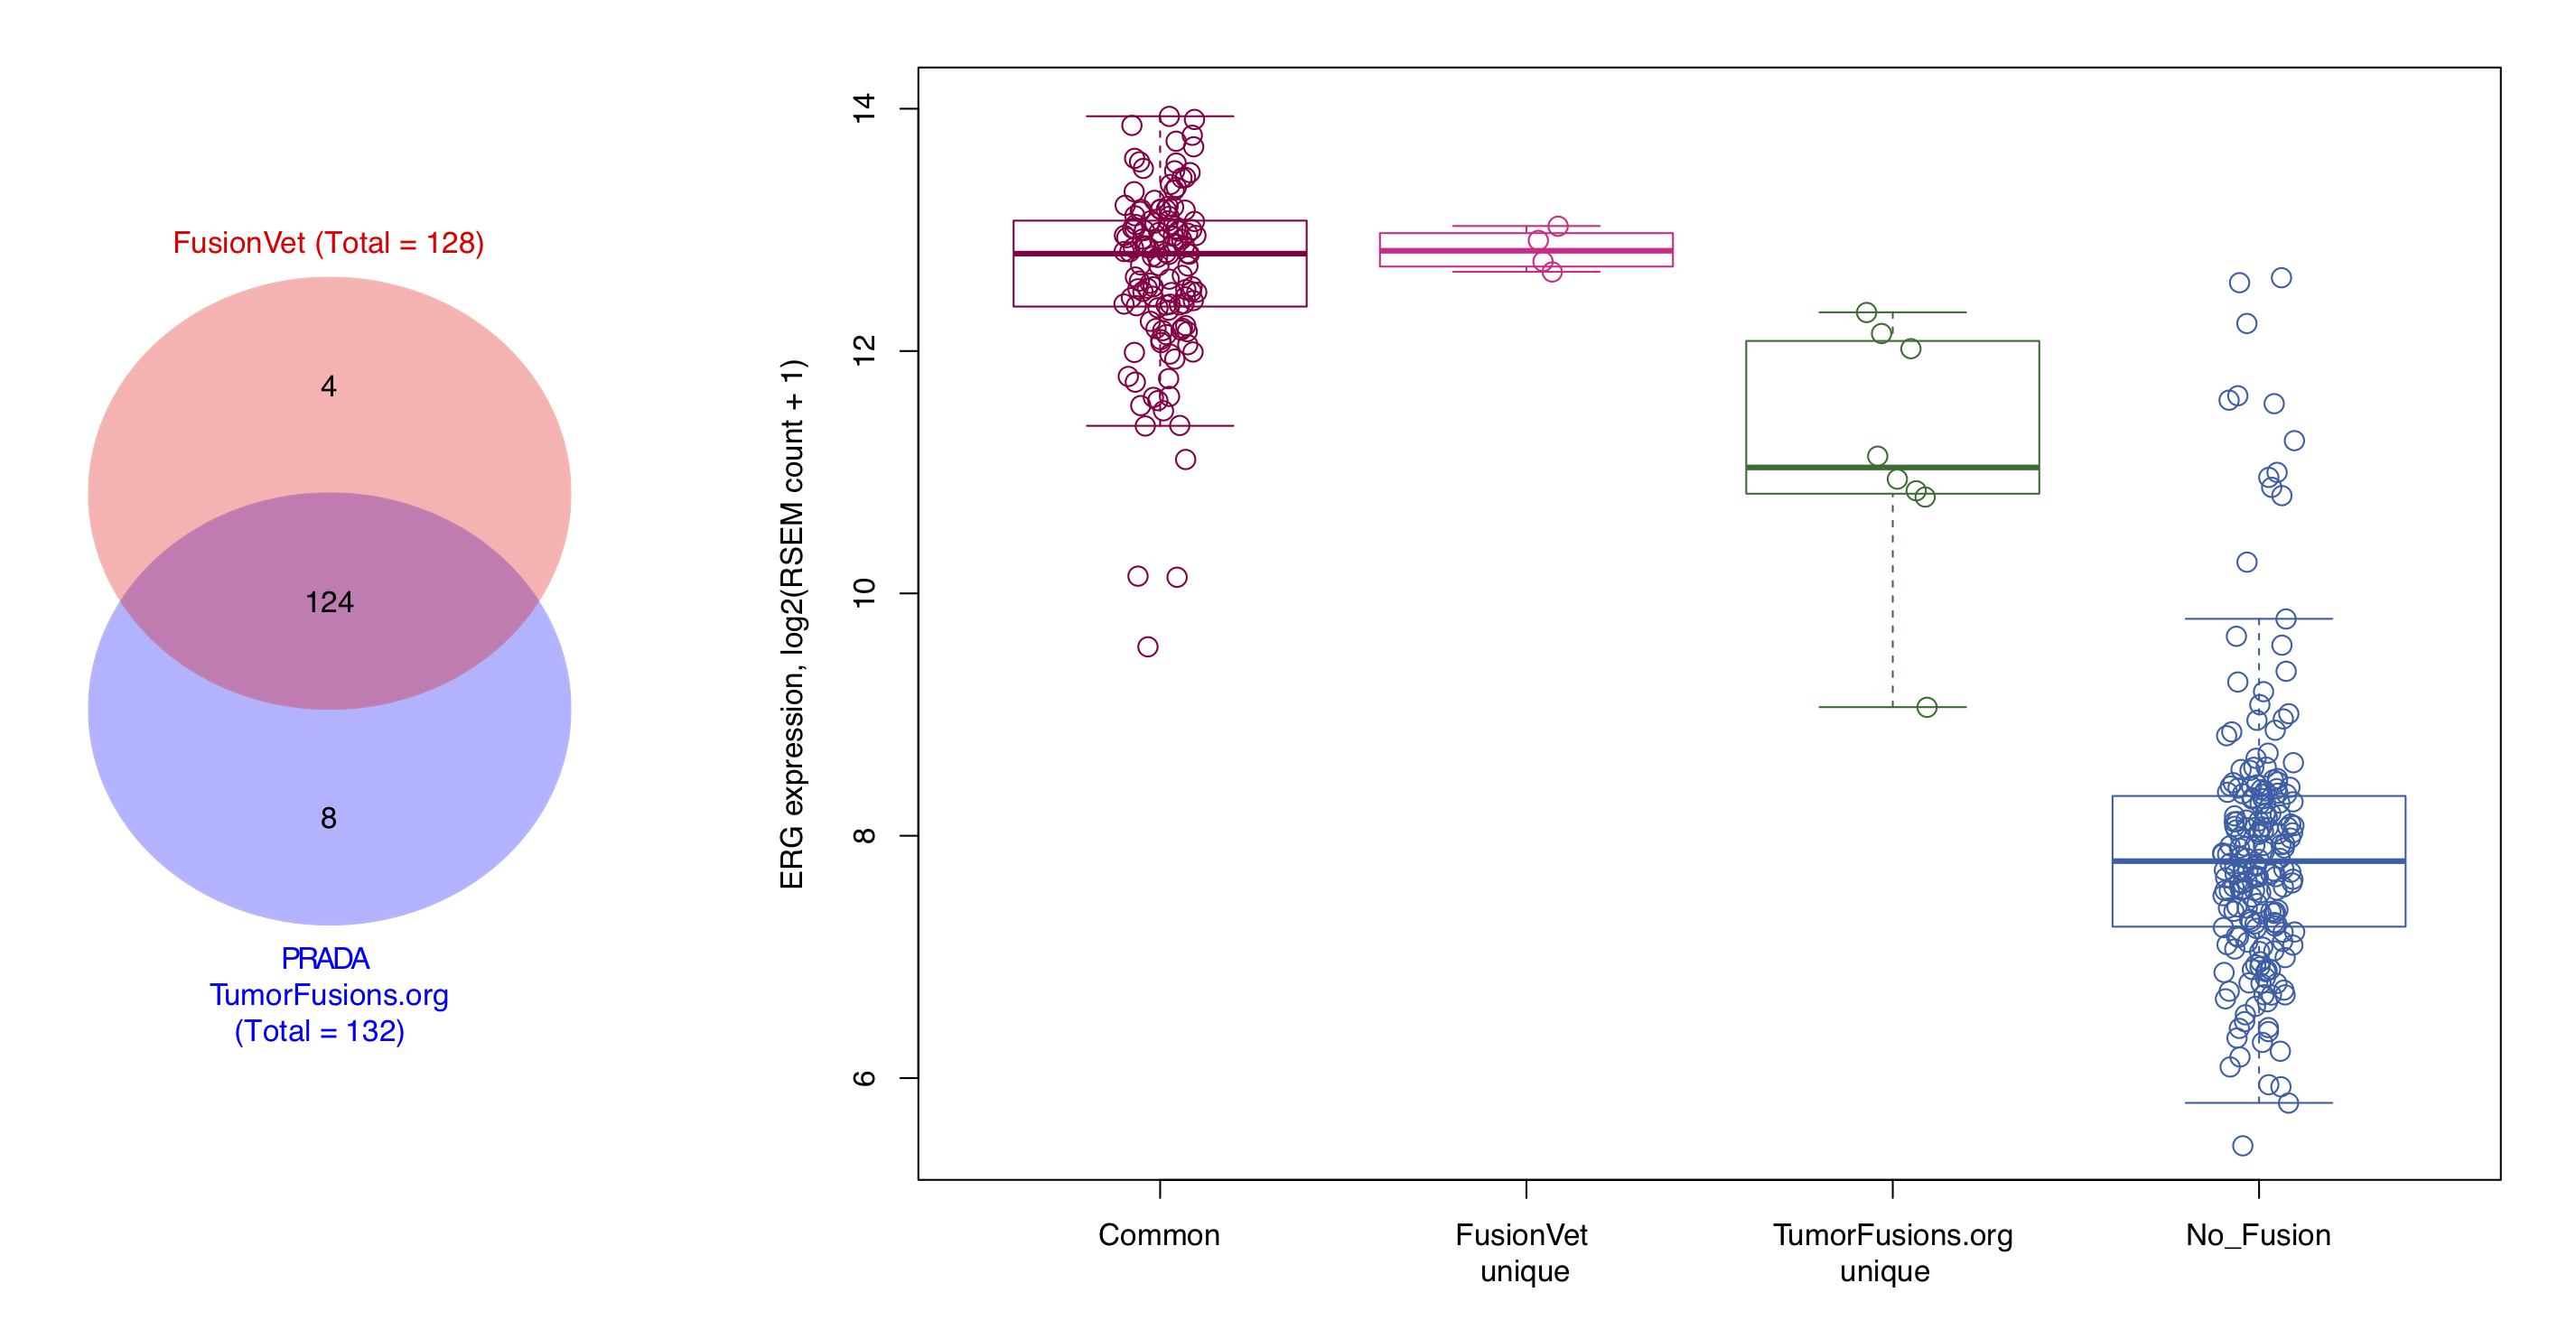 FusionVet (Total = 128)
4
124
8
PRADA
TumorFusions.org
(Total = 132)
ERG expression, log2(RSEM count + 1)
14
12
10
8
6
Common
FusionVet
unique
TumorFusions.org
unique
No_Fusion